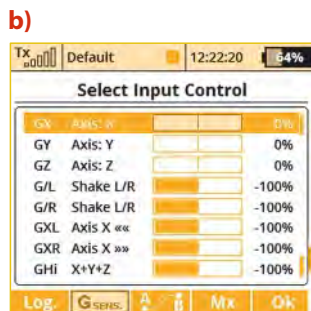 b)
Tx Default 12:22:20 64%
Select Input Control
GX Axis: X 0%
GY Axis: Y 0%
GZ Axis: Z 0%
G/L Shake L/R -100%
G/R Shake L/R -100%
GXL Axis X «« -100%
GXR Axis X »» -100%
GHi X+Y+Z -100%
Log. GSENS. A B Mx Ok